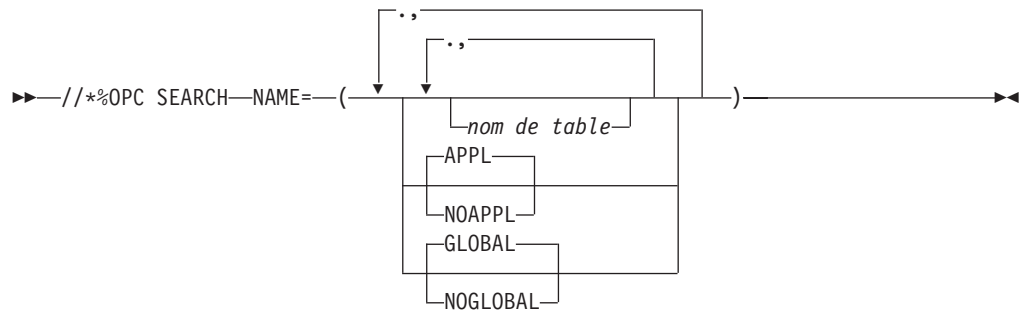 .,
.,
//*%OPC SEARCH NAME= ( )
nom de table
APPL
NOAPPL
GLOBAL
NOGLOBAL